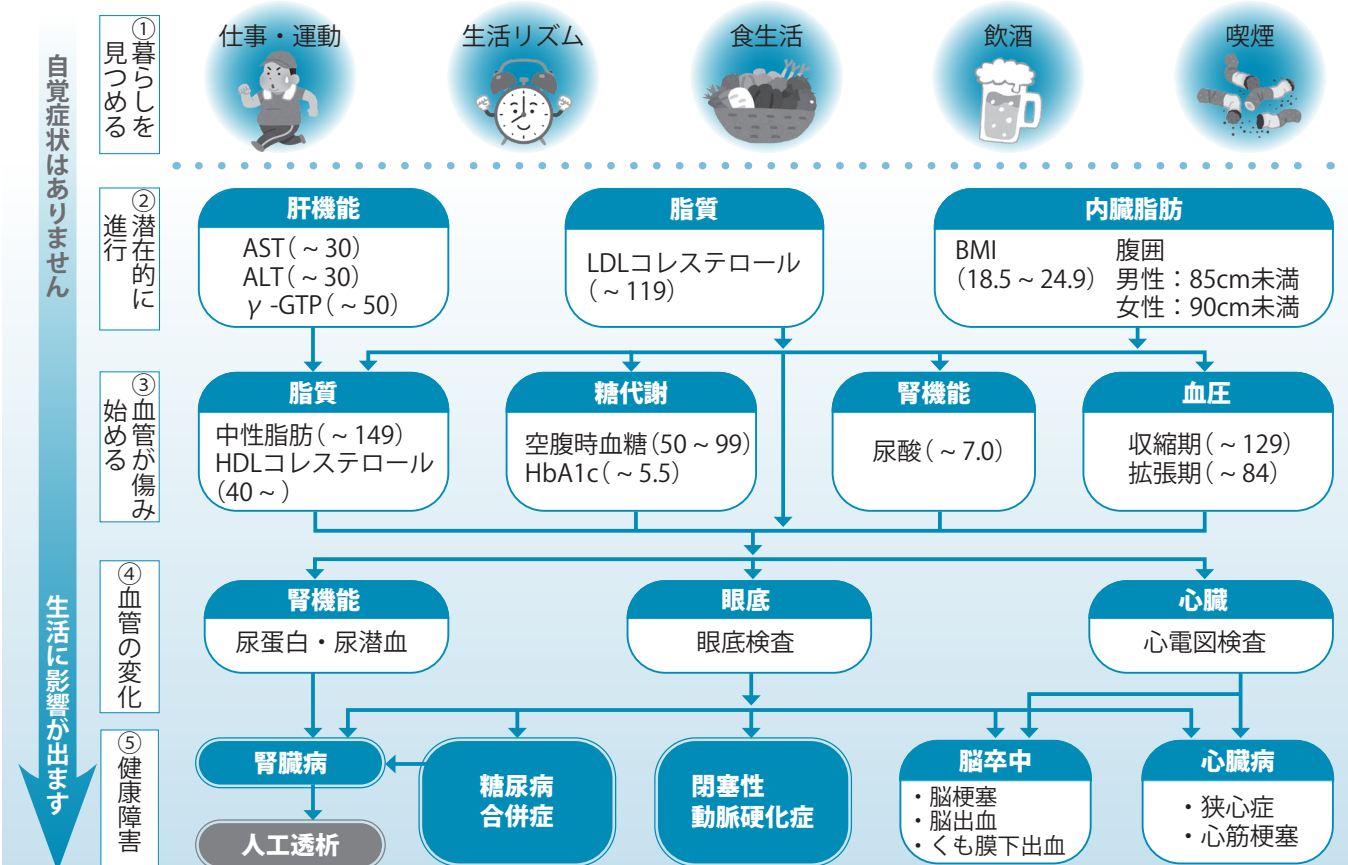 自覚症状はありません
生活に影響が出ます
①暮らしを
見つめる
仕事・運動
生活リズム
食生活
飲酒
喫煙
②潜在的に
進行
肝機能
AST(~30)
ALT(~30)
γ-GTP(~50)
脂質
LDLコレステロール
(~119)
内臓脂肪
BMI
(18.5~24.9)
腹囲
男性：85cm未満
女性：90cm未満
③血管が傷み
始める
脂質
中性脂肪(~149)
HDLコレステロール
(40~)
糖代謝
空腹時血糖(50~99)
HbA1c(~5.5)
腎機能
尿酸(~7.0)
血圧
収縮期(~129)
拡張期(~84)
④血管の変化
腎機能
尿蛋白・尿潜血
眼底
眼底検査
心臓
心電図検査
⑤健康障害
腎臓病
人工透析
糖尿病
合併症
閉塞性
動脈硬化症
脳卒中
・脳梗塞
・脳出血
・くも膜下出血
心臓病
・狭心症
・心筋梗塞